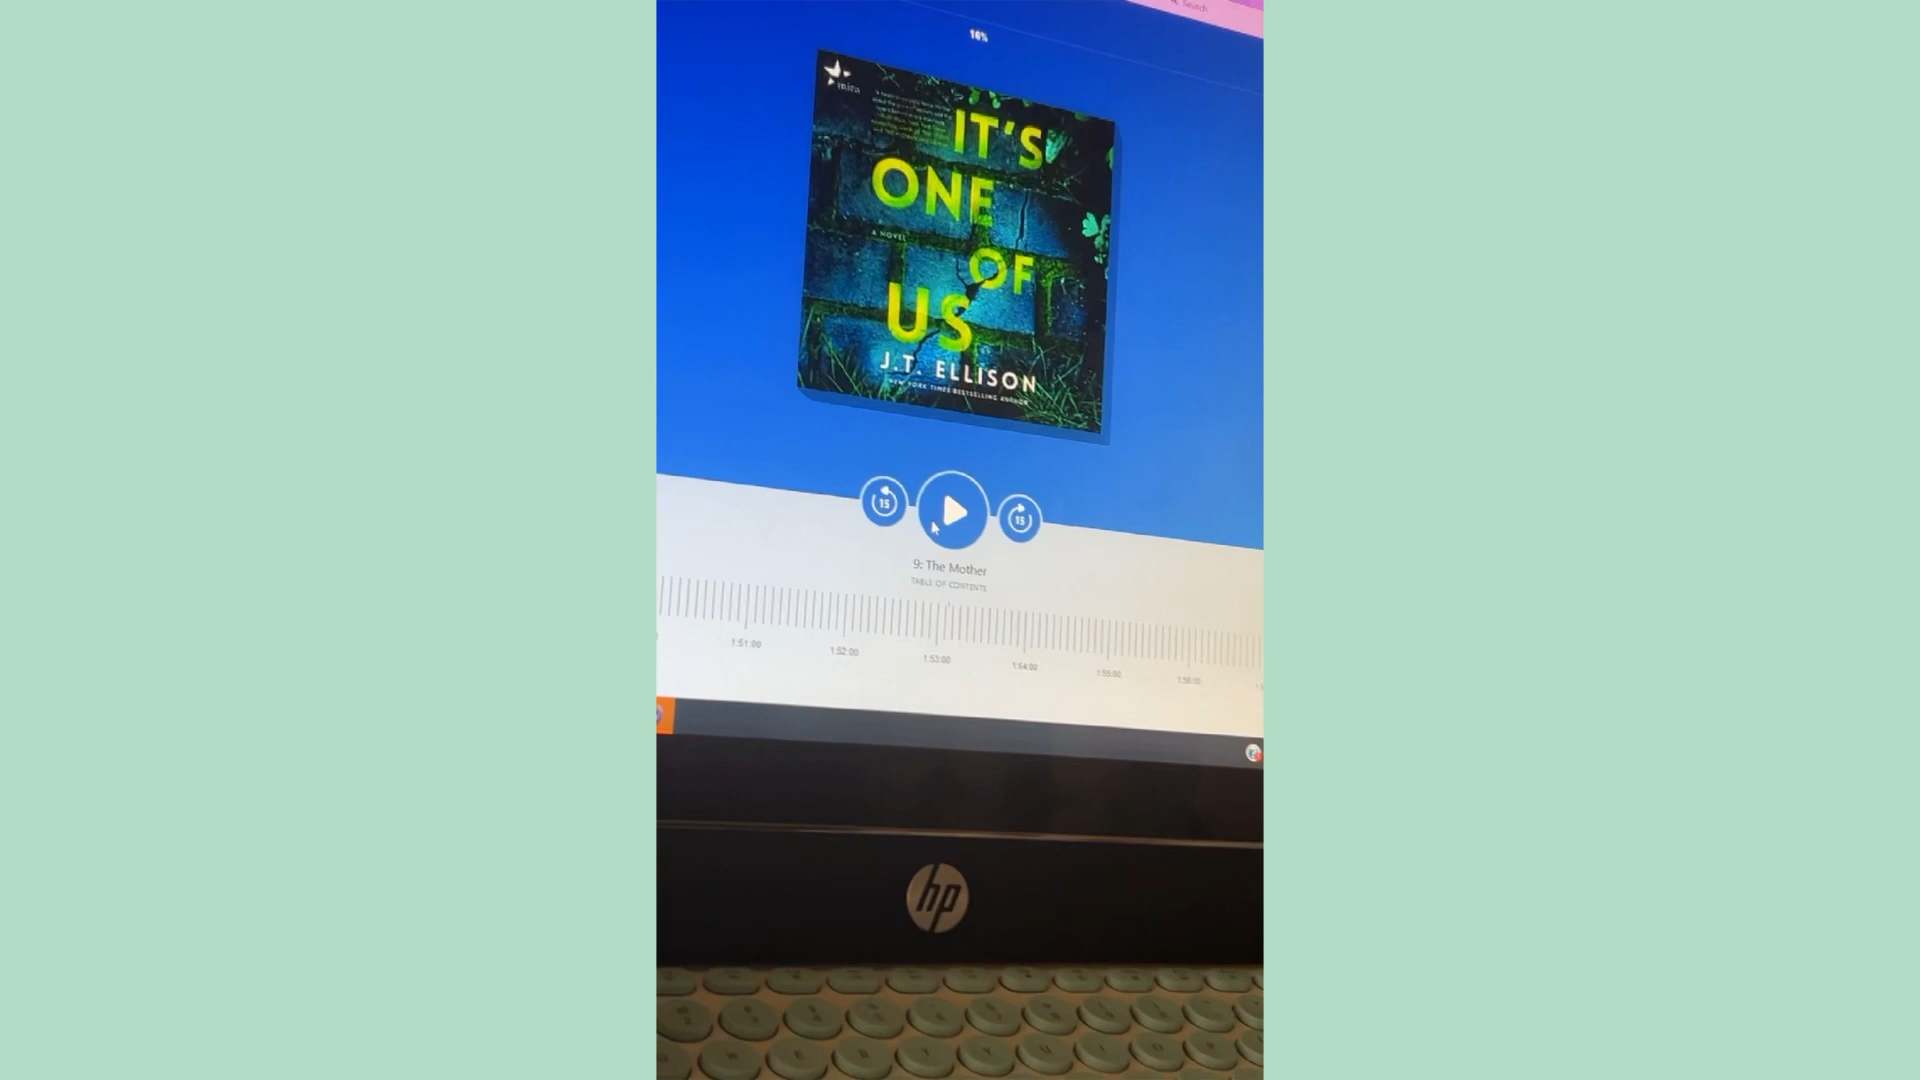 Search
16%
mira
IT'S
ONE
A NOVEL
OF
US
J.T. ELLISON
NEW YORK TIMES BESTSELLING AUTHOR
15
15
9: The Mother
TABLE OF CONTENTS
1:51:00
1:52:00
1:53:00
1:54:00
1:55:00
1:56:00
hp
W E R T Y U I O P